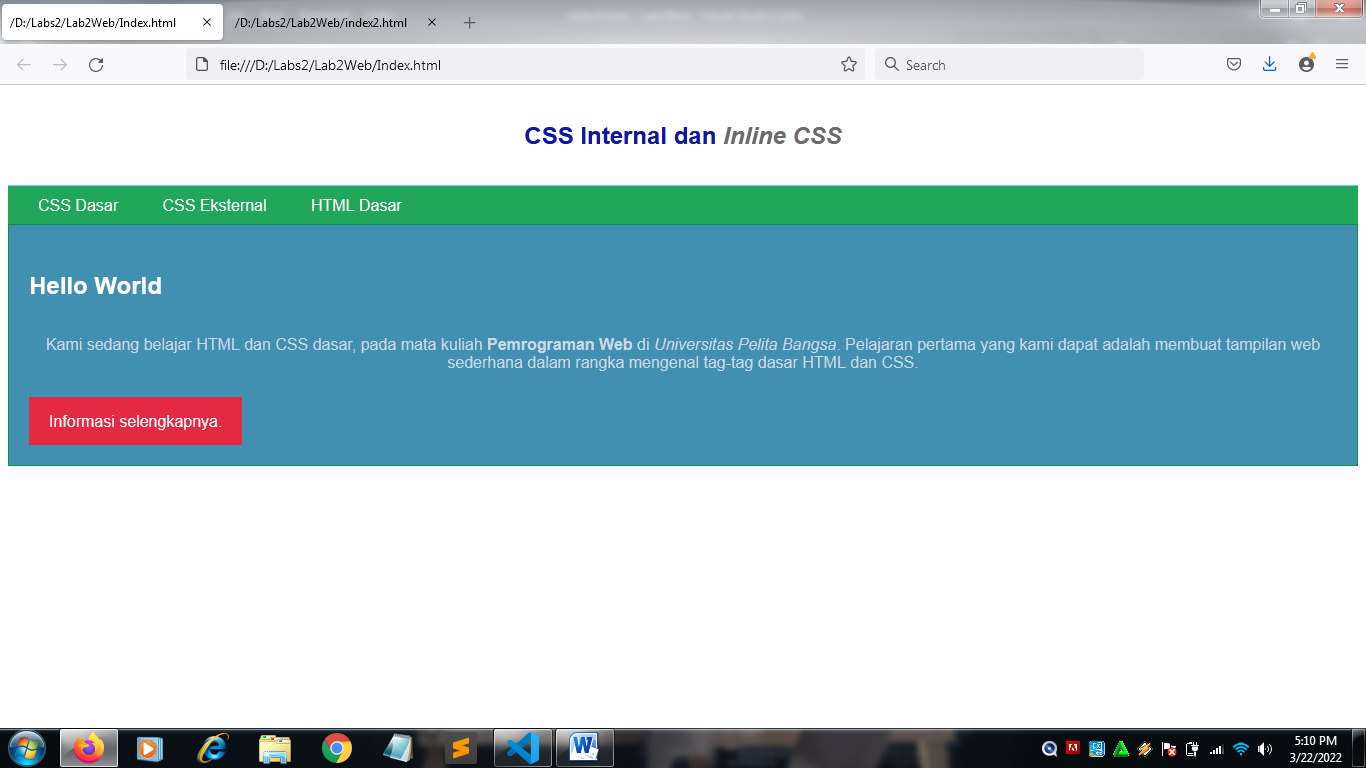 /D:/Labs2/Lab2Web/Index.html
/D:/Labs2/Lab2Web/index2.html
file:///D:/Labs2/Lab2Web/Index.html
Search
CSS Internal dan Inline CSS
CSS Dasar
CSS Eksternal
HTML Dasar
Hello World
Kami sedang belajar HTML dan CSS dasar, pada mata kuliah Pemrograman Web di Universitas Pelita Bangsa. Pelajaran pertama yang kami dapat adalah membuat tampilan web
sederhana dalam rangka mengenal tag-tag dasar HTML dan CSS.
Informasi selengkapnya.
5:10 PM
3/22/2022